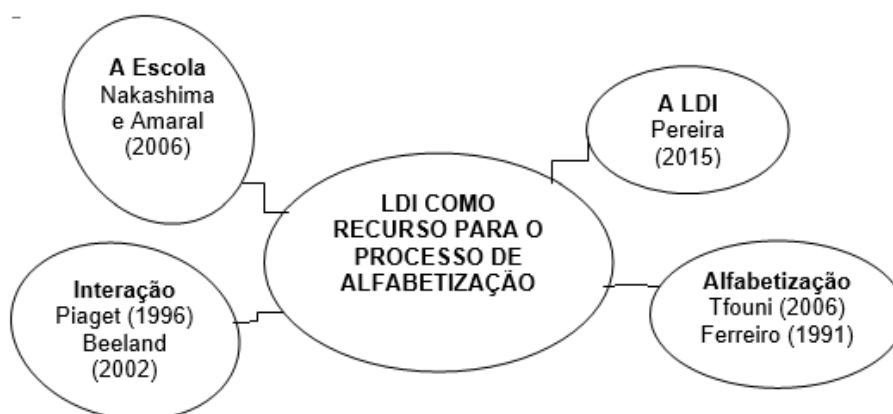 A Escola
Nakashima
e Amaral
(2006)
A LDI
Pereira
(2015)
LDI COMO
RECURSO PARA O
PROCESSO DE
ALFABETIZAÇÃO
Interação
Piaget (1996)
Beeland
(2002)
Alfabetização
Tfouni (2006)
Ferreiro (1991)